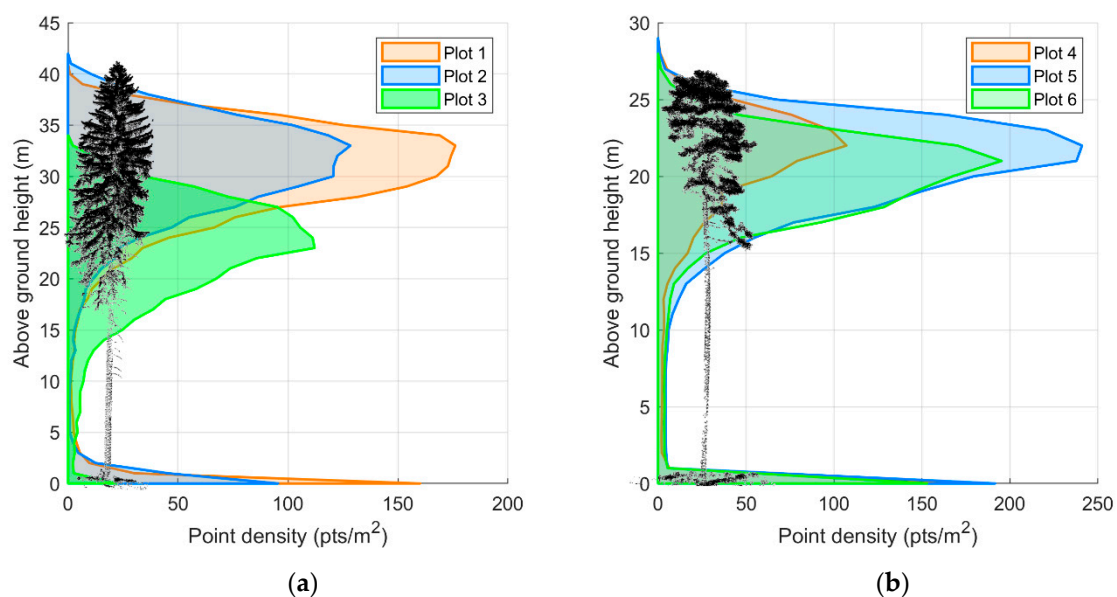 45
40
35
30
25
20
15
10
5
0
Above ground height (m)
0 50 100 150 200
Point density (pts/m²)
Plot 1
Plot 2
Plot 3
(a)
30
25
20
15
10
5
0
Above ground height (m)
0 50 100 150 200 250
Point density (pts/m²)
Plot 4
Plot 5
Plot 6
(b)